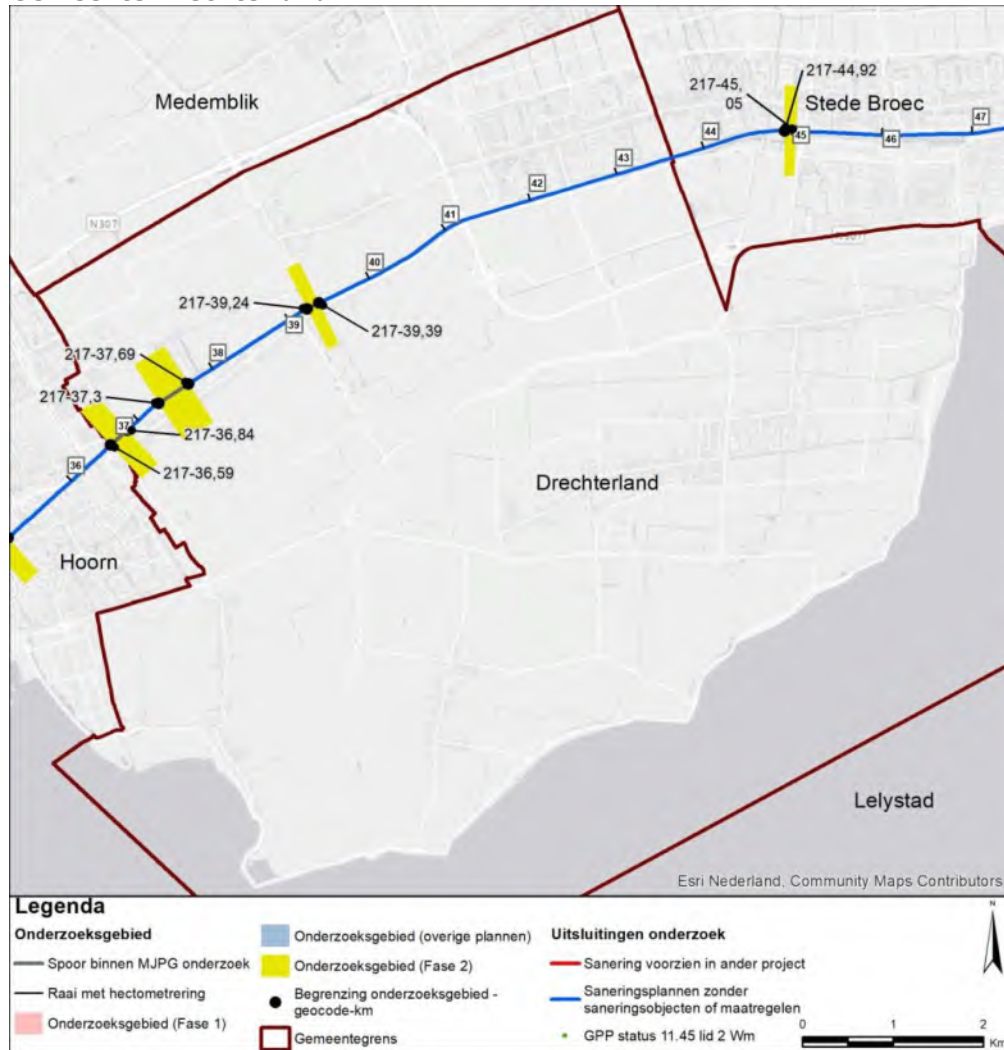 Medemblik
217-44,92
217-45,
05
Stede Broec
47
46
45
44
43
42
41
40
N307
N307
217-39,24
39
217-39,39
38
217-37,69
217-37,3
37
217-36,84
217-36,59
36
Drechterland
Hoorn
Lelystad
Esri Nederland, Community Maps Contributors
Legenda
Onderzoeksgebied
Spoor binnen MJPG onderzoek
Raai met hectometrering
Onderzoeksgebied (Fase 1)
Onderzoeksgebied (overige plannen)
Onderzoeksgebied (Fase 2)
Begrenzing onderzoeksgebied -
geocode-km
Gemeentegrens
Uitsluitingen onderzoek
Sanering voorzien in ander project
Saneringsplannen zonder
saneringsobjecten of maatregelen
GPP status 11.45 lid 2 Wm
N
0 1 2
Km